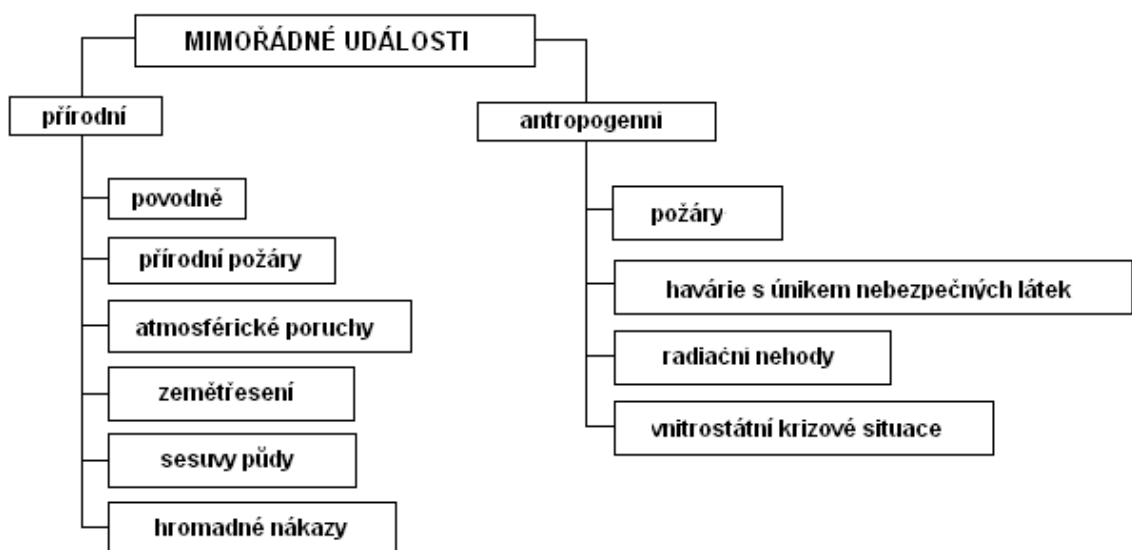 MIMOŘÁDNÉ UDÁLOSTI
přírodní
povodně
přírodní požáry
atmosférické poruchy
zemětřesení
sesuvy půdy
hromadné nákazy
antropogenní
požáry
havárie s únikem nebezpečných látek
radiační nehody
vnitrostátní krizové situace